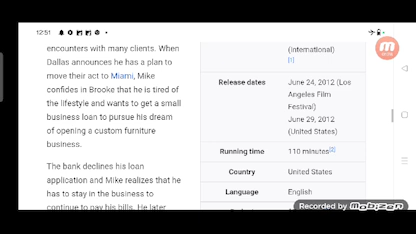 12:51
encounters with many clients. When
Dallas announces he has a plan to
move their act to Miami, Mike
confides in Brooke that he is tired of
the lifestyle and wants to get a small
business loan to pursue his dream
of opening a custom furniture
business.
The bank declines his loan
application and Mike realizes that he
has to stay in the business to
continue to pay his bills. He later
(international)
[1]
Release dates June 24, 2012 (Los
Angeles Film
Festival)
June 29, 2012
(United States)
Running time 110 minutes[2]
Country United States
Language English
Recorded by mobizen